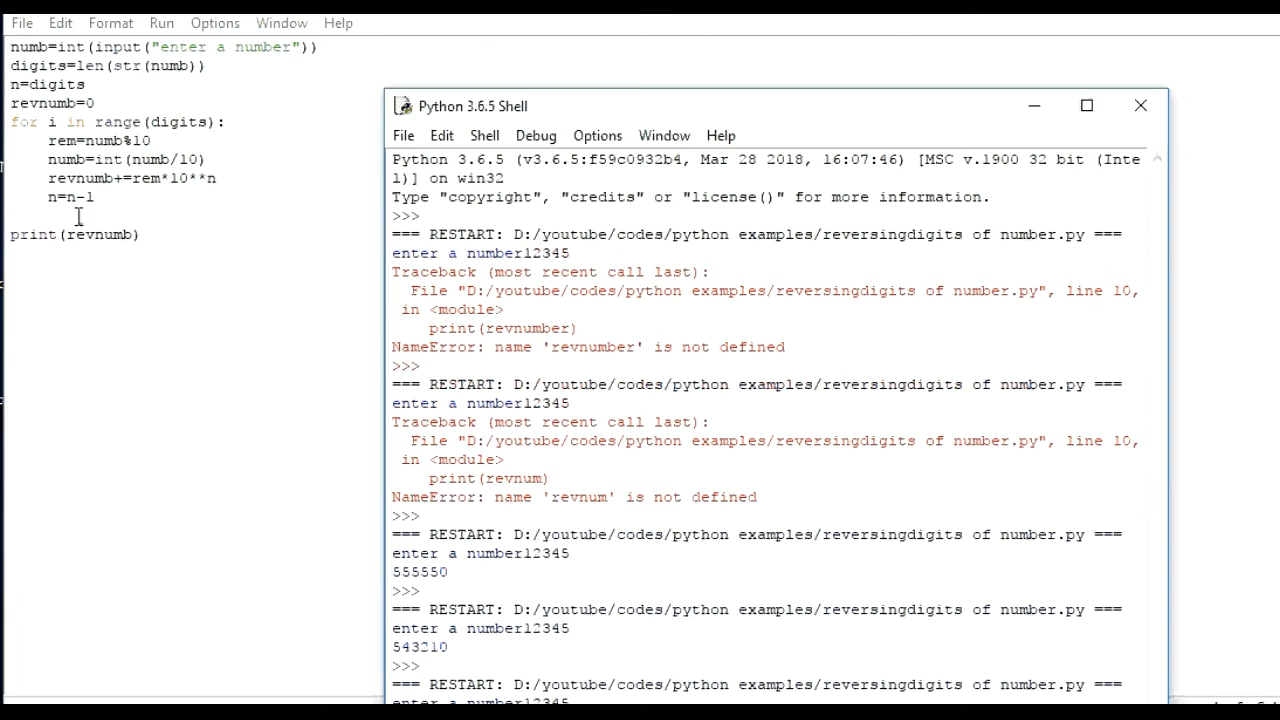 File Edit Format Run Options Window Help
numb=int(input("enter a number"))
digits=len(str(numb))
n=digits
revnumb=0
for i in range(digits):
    rem=numb%10
    numb=int(numb/10)
    revnumb+=rem*10**n
    n=n-1
print(revnumb)
Python 3.6.5 Shell
File Edit Shell Debug Options Window Help
Python 3.6.5 (v3.6.5:f59c0932b4, Mar 28 2018, 16:07:46) [MSC v.1900 32 bit (Inte
l)] on win32
Type "copyright", "credits" or "license()" for more information.
>>>
=== RESTART: D:/youtube/codes/python examples/reversingdigits of number.py ===
enter a number12345
Traceback (most recent call last):
  File "D:/youtube/codes/python examples/reversingdigits of number.py", line 10,
 in <module>
    print(revnumber)
NameError: name 'revnumber' is not defined
>>>
=== RESTART: D:/youtube/codes/python examples/reversingdigits of number.py ===
enter a number12345
Traceback (most recent call last):
  File "D:/youtube/codes/python examples/reversingdigits of number.py", line 10,
 in <module>
    print(revnum)
NameError: name 'revnum' is not defined
>>>
=== RESTART: D:/youtube/codes/python examples/reversingdigits of number.py ===
enter a number12345
555550
>>>
=== RESTART: D:/youtube/codes/python examples/reversingdigits of number.py ===
enter a number12345
543210
>>>
=== RESTART: D:/youtube/codes/python examples/reversingdigits of number.py ===
enter a number12345